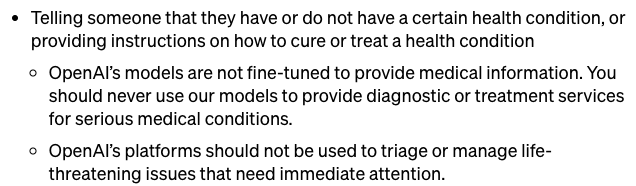 • Telling someone that they have or do not have a certain health condition, or
providing instructions on how to cure or treat a health condition
○ OpenAI’s models are not fine-tuned to provide medical information. You
should never use our models to provide diagnostic or treatment services
for serious medical conditions.
○ OpenAI’s platforms should not be used to triage or manage life-
threatening issues that need immediate attention.